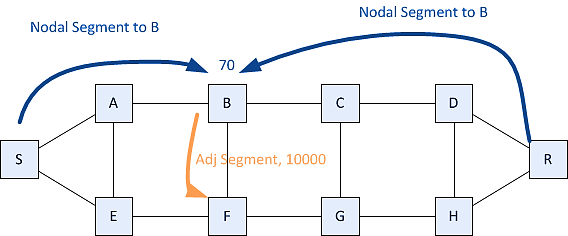 Nodal Segment to B
Nodal Segment to B
70
A
B
C
D
S
Adj Segment, 10000
R
E
F
G
H